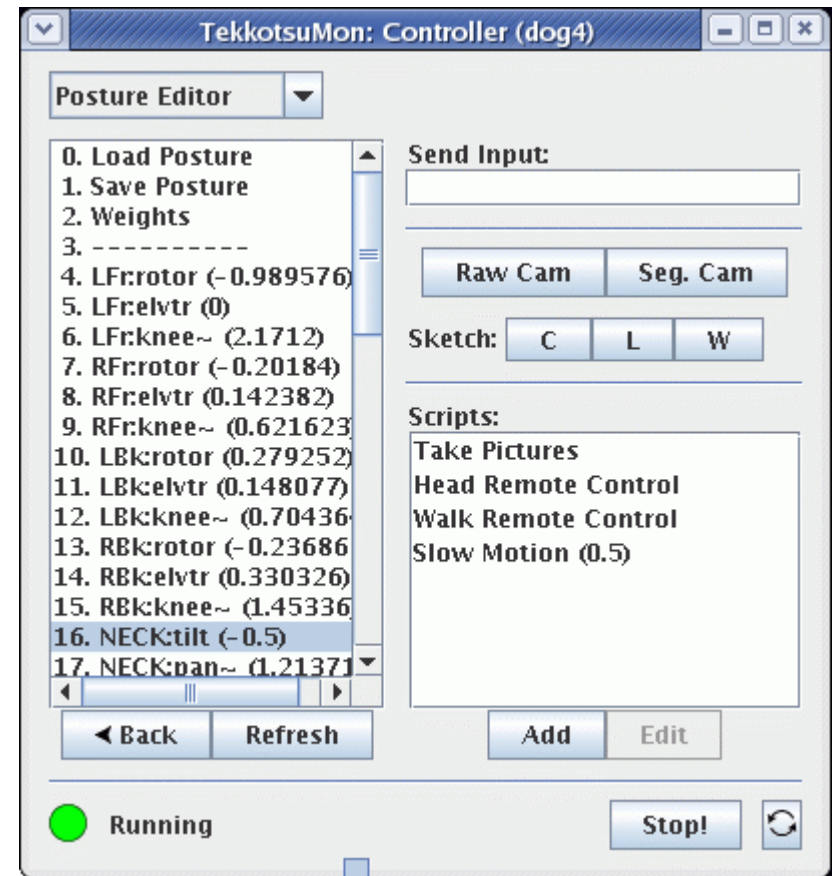 TekkotsuMon: Controller (dog4)
Posture Editor
0. Load Posture
1. Save Posture
2. Weights
3. ----------
4. LFr:rotor (-0.989576)
5. LFr:elvtr (0)
6. LFr:knee~ (2.1712)
7. RFr:rotor (-0.20184)
8. RFr:elvtr (0.142382)
9. RFr:knee~ (0.621623
10. LBk:rotor (0.279252)
11. LBk:elvtr (0.148077)
12. LBk:knee~ (0.70436
13. RBk:rotor (-0.23686
14. RBk:elvtr (0.330326)
15. RBk:knee~ (1.45336
16. NECK:tilt (-0.5)
17. NECK:pan~ (1.21371
Back
Refresh
Send Input:
Raw Cam
Seg. Cam
Sketch:
C
L
W
Scripts:
Take Pictures
Head Remote Control
Walk Remote Control
Slow Motion (0.5)
Add
Edit
Running
Stop!